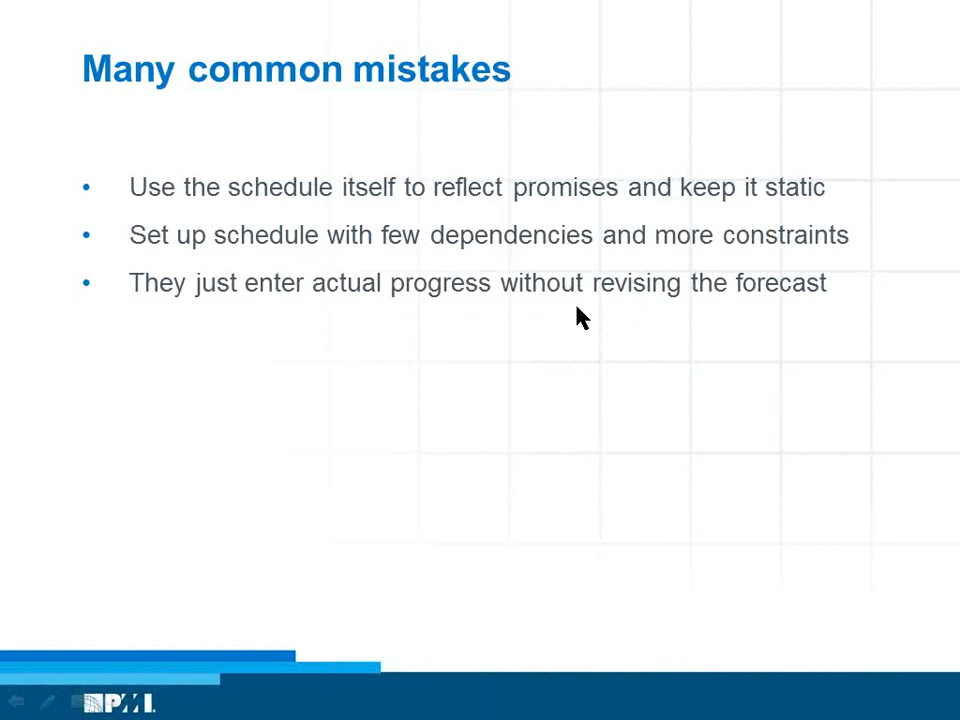 Many common mistakes
• Use the schedule itself to reflect promises and keep it static
• Set up schedule with few dependencies and more constraints
• They just enter actual progress without revising the forecast
PMI